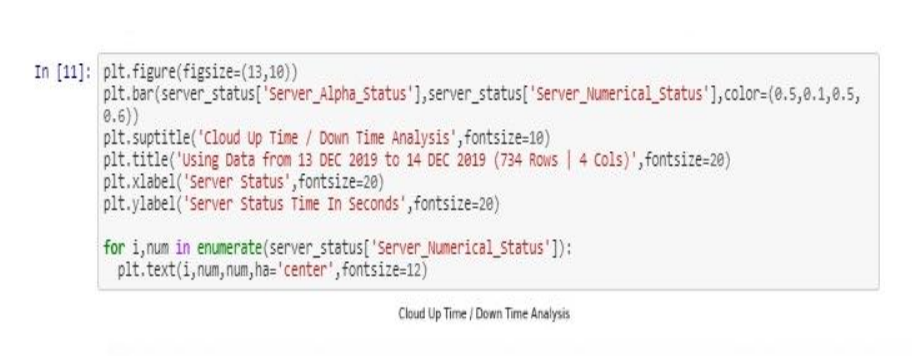 In [11]: plt.figure(figsize=(13,10))
plt.bar(server_status['Server_Alpha_Status'],server_status['Server_Numerical_Status'],color=(0.5,0.1,0.5,
0.6))
plt.suptitle('Cloud Up Time / Down Time Analysis',fontsize=10)
plt.title('Using Data from 13 DEC 2019 to 14 DEC 2019 (734 Rows | 4 Cols)',fontsize=20)
plt.xlabel('Server Status',fontsize=20)
plt.ylabel('Server Status Time In Seconds',fontsize=20)
for i,num in enumerate(server_status['Server_Numerical_Status']):
plt.text(i,num,num,ha='center',fontsize=12)
Cloud Up Time / Down Time Analysis